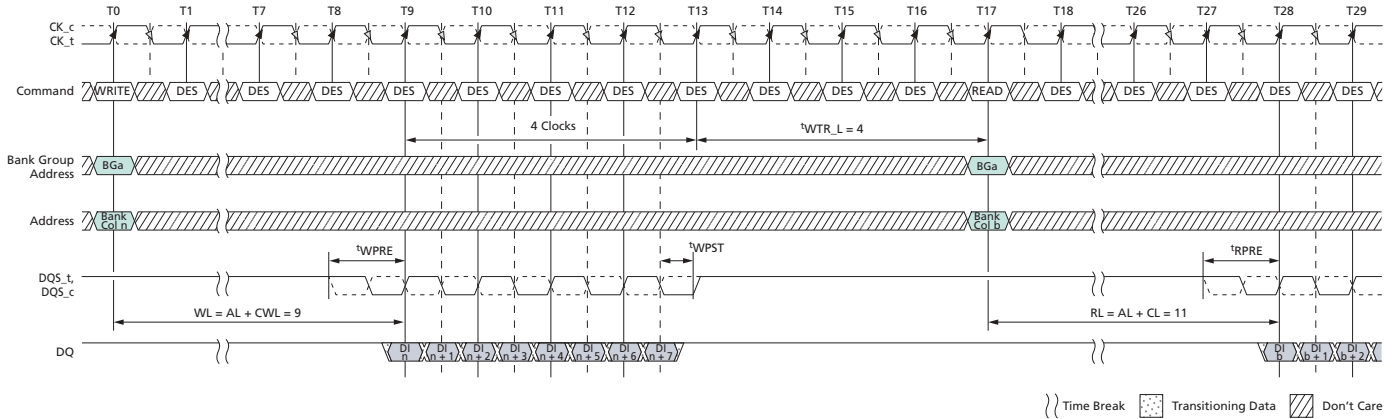 T0 T1 T7 T8 T9 T10 T11 T12 T13 T14 T15 T16 T17 T18 T26 T27 T28 T29
CK_c
CK_t
Command WRITE DES DES DES DES DES DES DES DES DES DES DES READ DES DES DES DES DES
4 Clocks tWTR_L = 4
Bank Group
Address
BGa BGa
Address
Bank
Col n
Bank
Col b
tWPRE tWPST tRPRE
DQS_t,
DQS_c
WL = AL + CWL = 9 RL = AL + CL = 11
DQ
DI
n
DI
n + 1
DI
n + 2
DI
n + 3
DI
n + 4
DI
n + 5
DI
n + 6
DI
n + 7
DI
b
DI
b + 1
DI
b + 2
Time Break Transitioning Data Don't Care